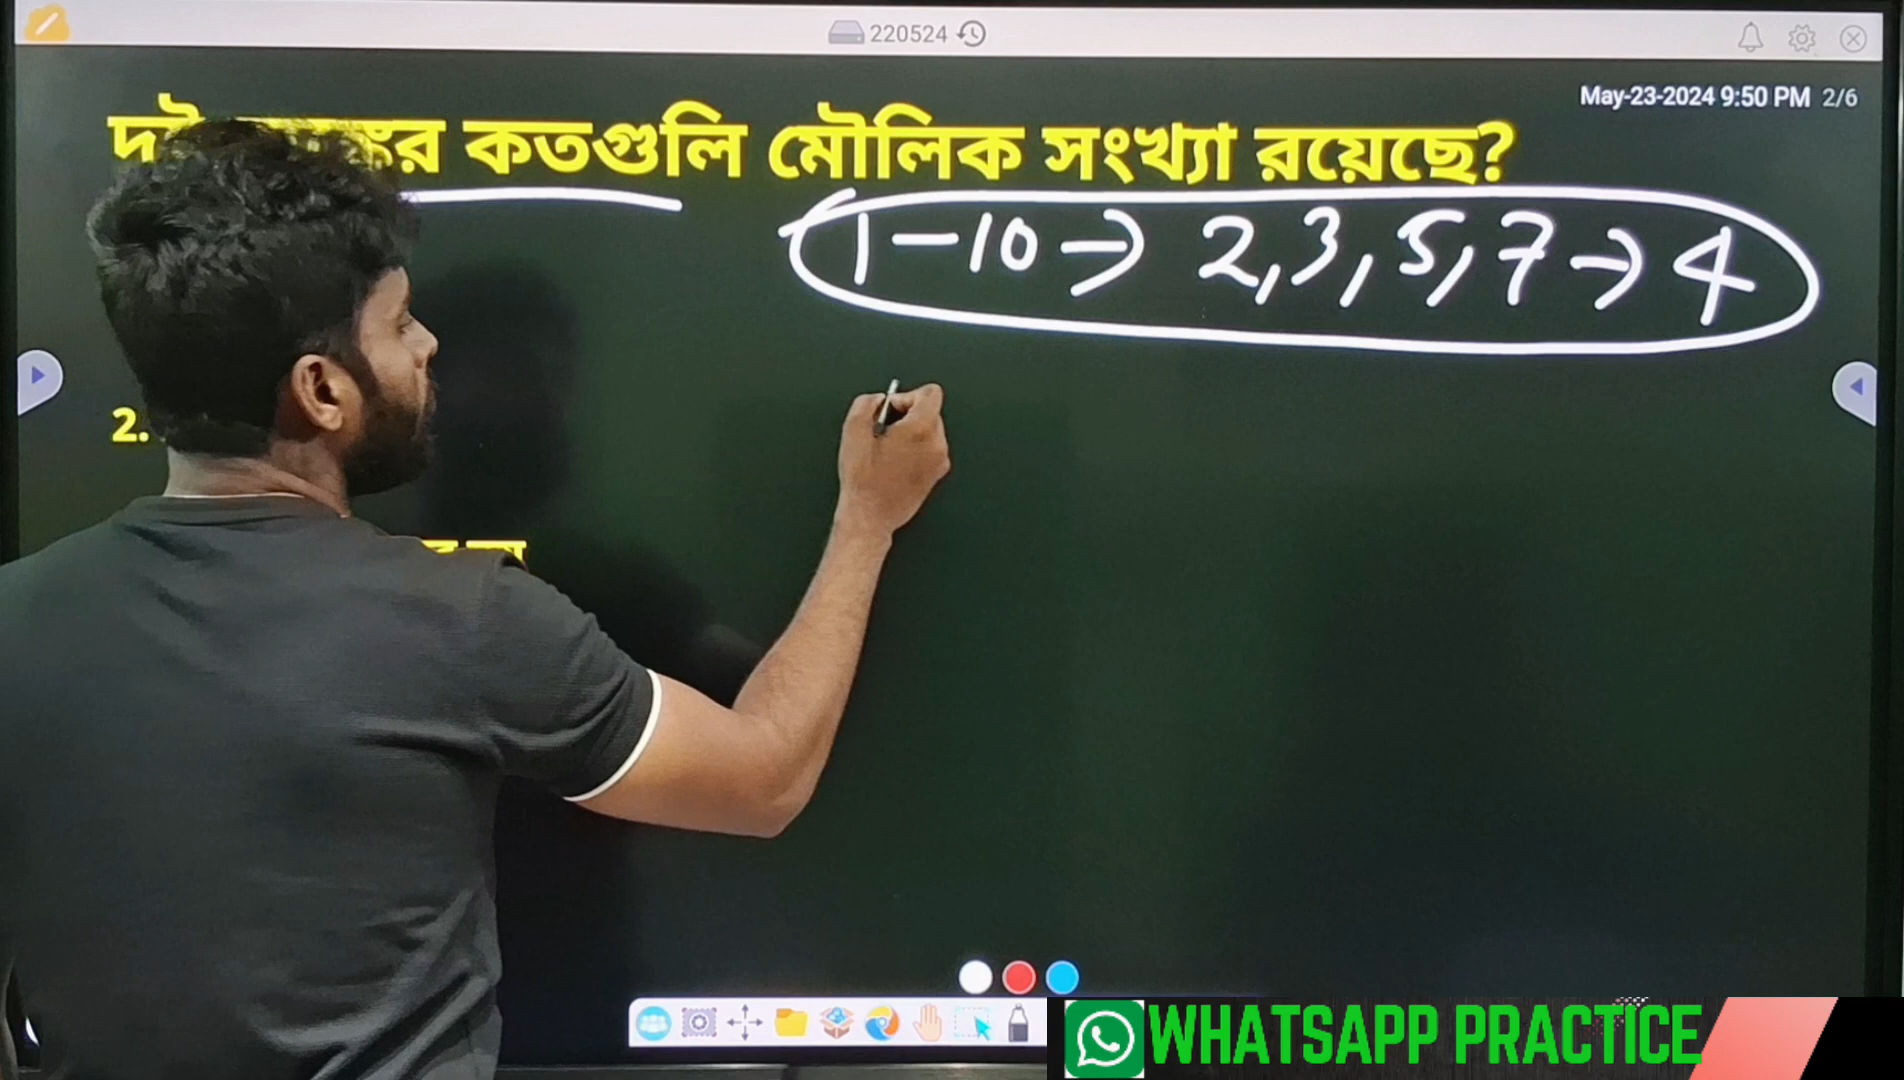 220524
May-23-2024 9:50 PM 2/6
কতগুলি মৌলিক সংখ্যা রয়েছে?
1-10 → 2, 3, 5, 7 → 4
2.
WHATSAPP PRACTICE